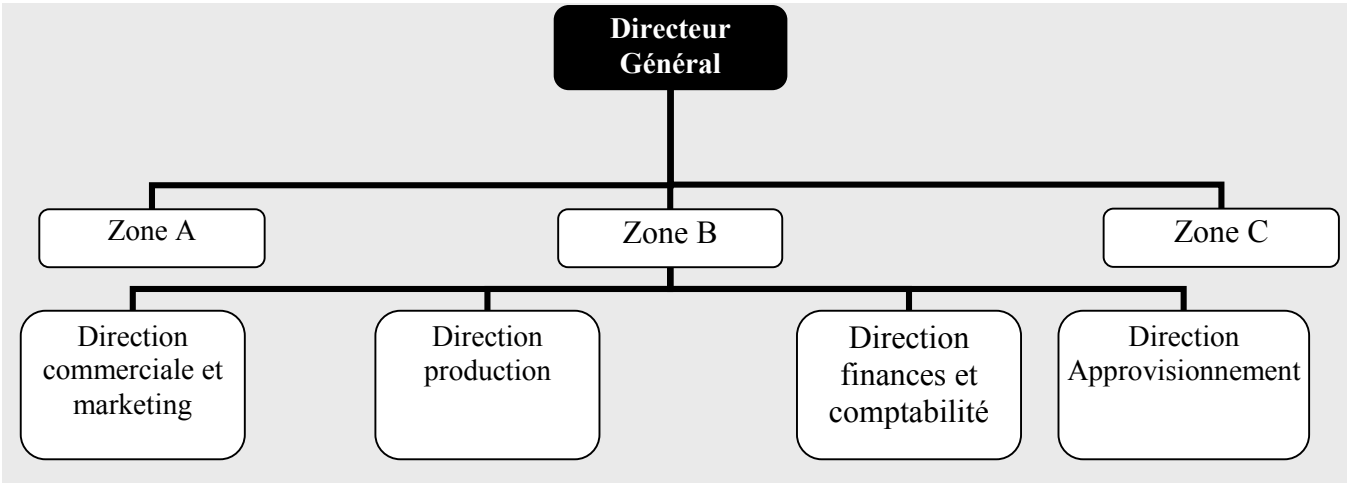 Directeur
Général
Zone A
Zone B
Zone C
Direction
commerciale et
marketing
Direction
production
Direction
finances et
comptabilité
Direction
Approvisionnement